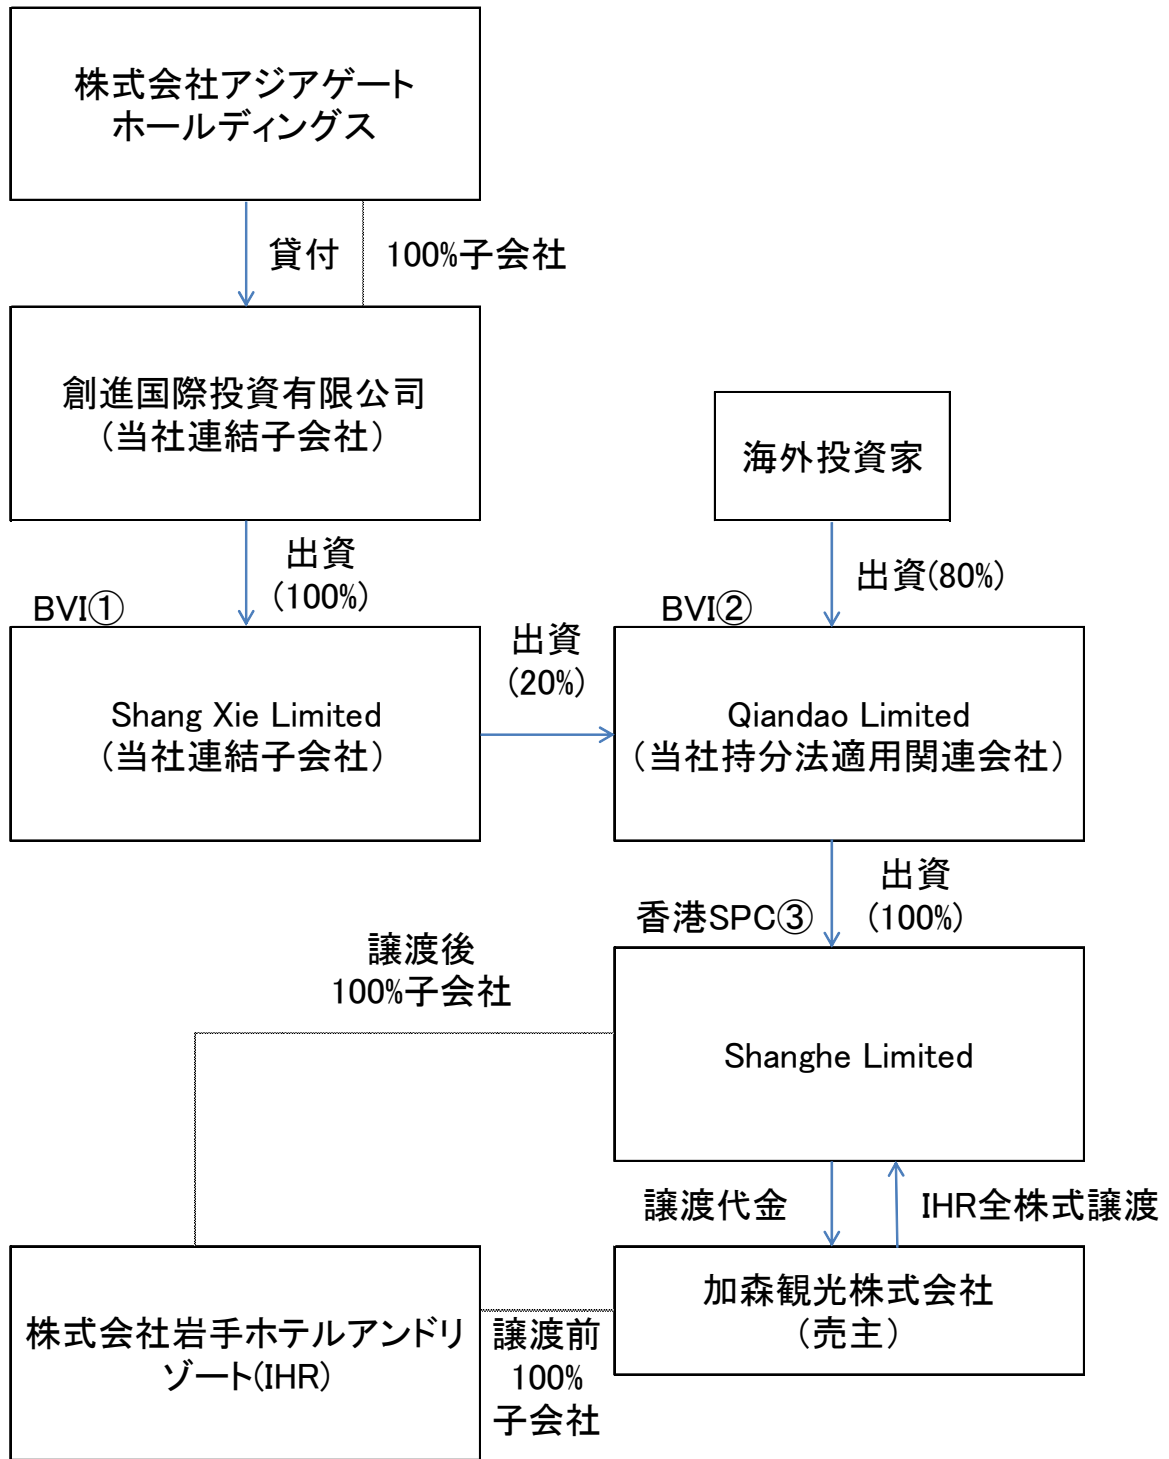 株式会社アジアゲート
ホールディングス
貸付
100%子会社
創進国際投資有限公司
(当社連結子会社)
海外投資家
出資
(100%)
出資(80%)
BVI①
BVI②
出資
(20%)
Shang Xie Limited
(当社連結子会社)
Qiandao Limited
(当社持分法適用関連会社)
出資
(100%)
香港SPC③
譲渡後
100%子会社
Shanghe Limited
譲渡代金
IHR全株式譲渡
株式会社岩手ホテルアンドリ
ゾート(IHR)
譲渡前
100%
子会社
加森観光株式会社
(売主)